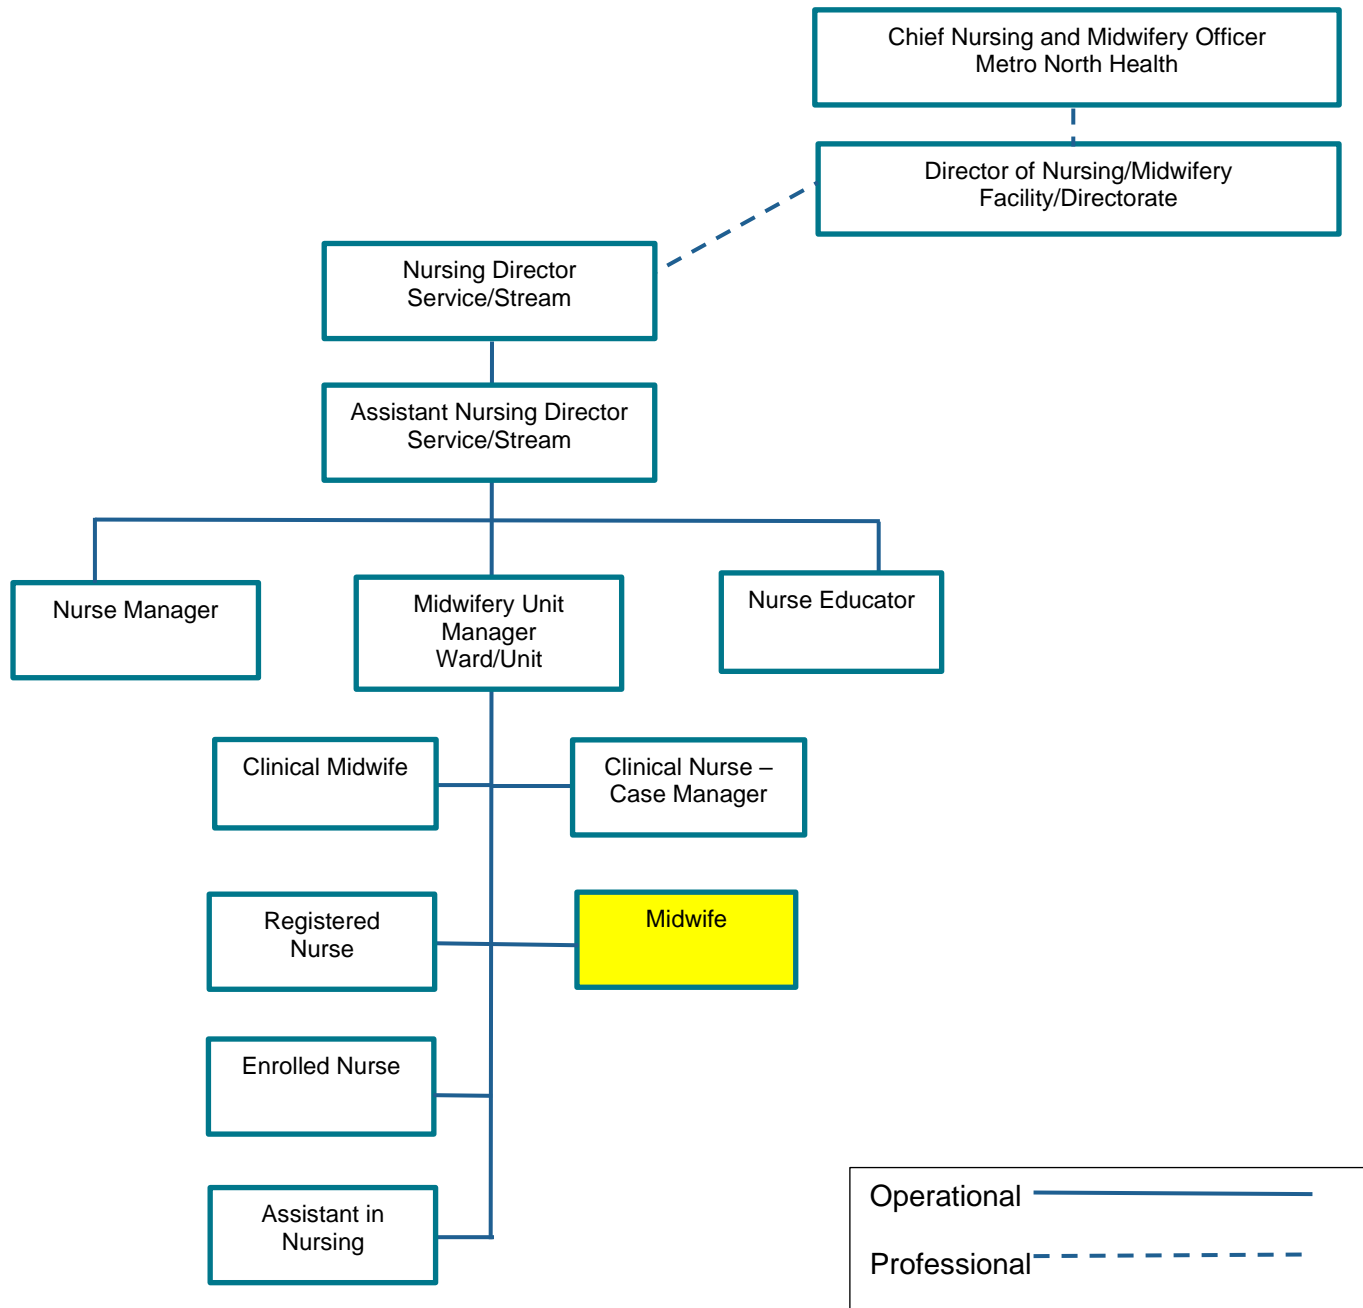 Chief Nursing and Midwifery Officer
Metro North Health
Director of Nursing/Midwifery
Facility/Directorate
Nursing Director
Service/Stream
Assistant Nursing Director
Service/Stream
Nurse Manager
Midwifery Unit
Manager
Ward/Unit
Nurse Educator
Clinical Midwife
Clinical Nurse –
Case Manager
Registered
Nurse
Midwife
Enrolled Nurse
Assistant in
Nursing
Operational
Professional